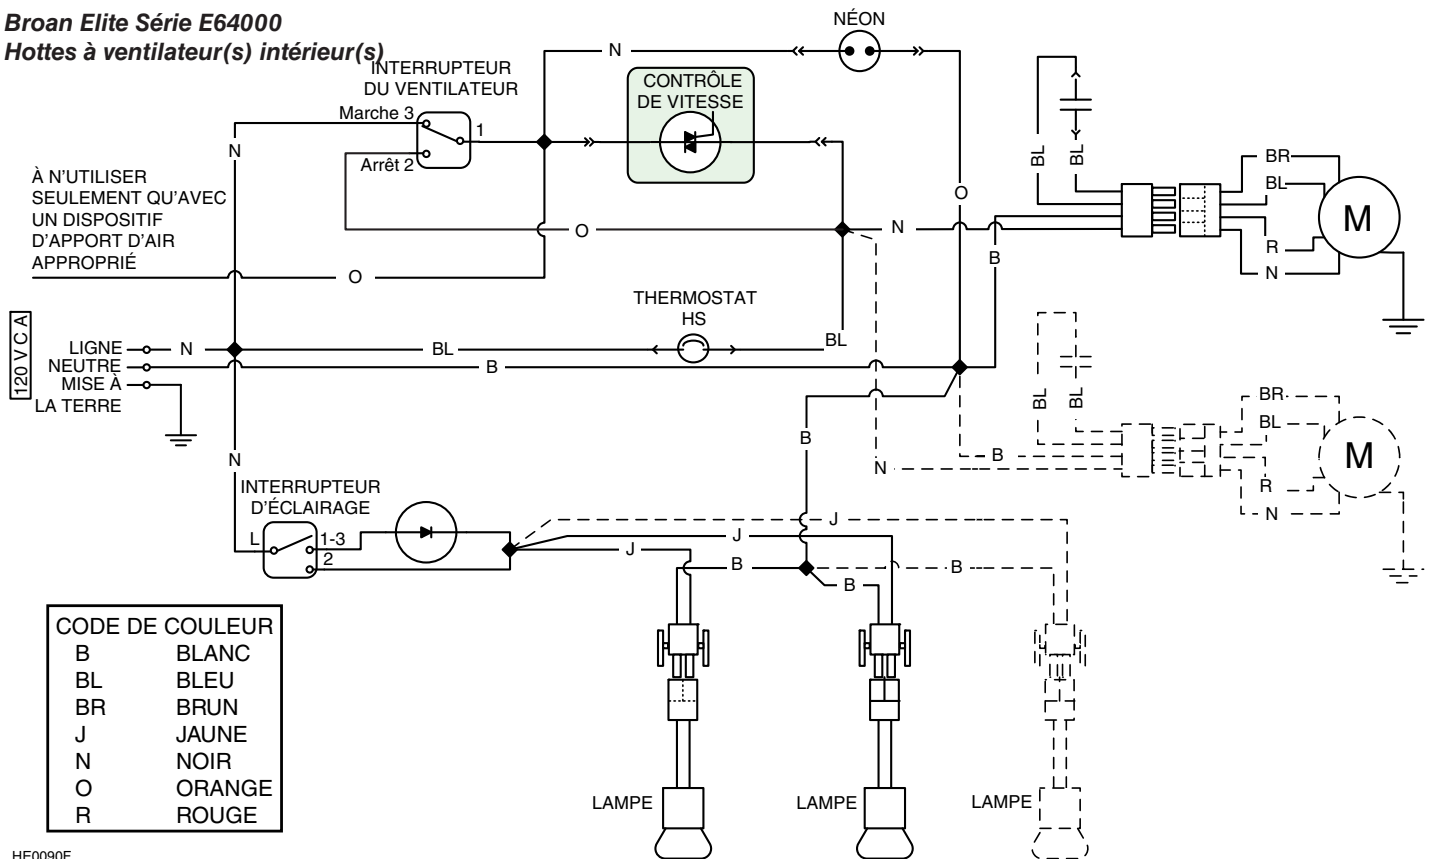 Broan Elite Série E64000
Hottes à ventilateur(s) intérieur(s)
NÉON
N
INTERRUPTEUR
DU VENTILATEUR
CONTRÔLE
DE VITESSE
Marche 3
1
Arrêt 2
N
BL
BL
BR
BL
M
R
N
À N'UTILISER
SEULEMENT QU'AVEC
UN DISPOSITIF
D'APPORT D'AIR
APPROPRIÉ
O
O
N
B
O
THERMOSTAT
HS
120 V C A
LIGNE
N
BL
BL
NEUTRE
B
MISE À
LA TERRE
BL
BL
BR
BL
M
R
N
B
B
N
N
INTERRUPTEUR
D'ÉCLAIRAGE
L
1-3
2
J
J
J
B
B
B
CODE DE COULEUR
B BLANC
BL BLEU
BR BRUN
J JAUNE
N NOIR
O ORANGE
R ROUGE
LAMPE
LAMPE
LAMPE
HE0090F